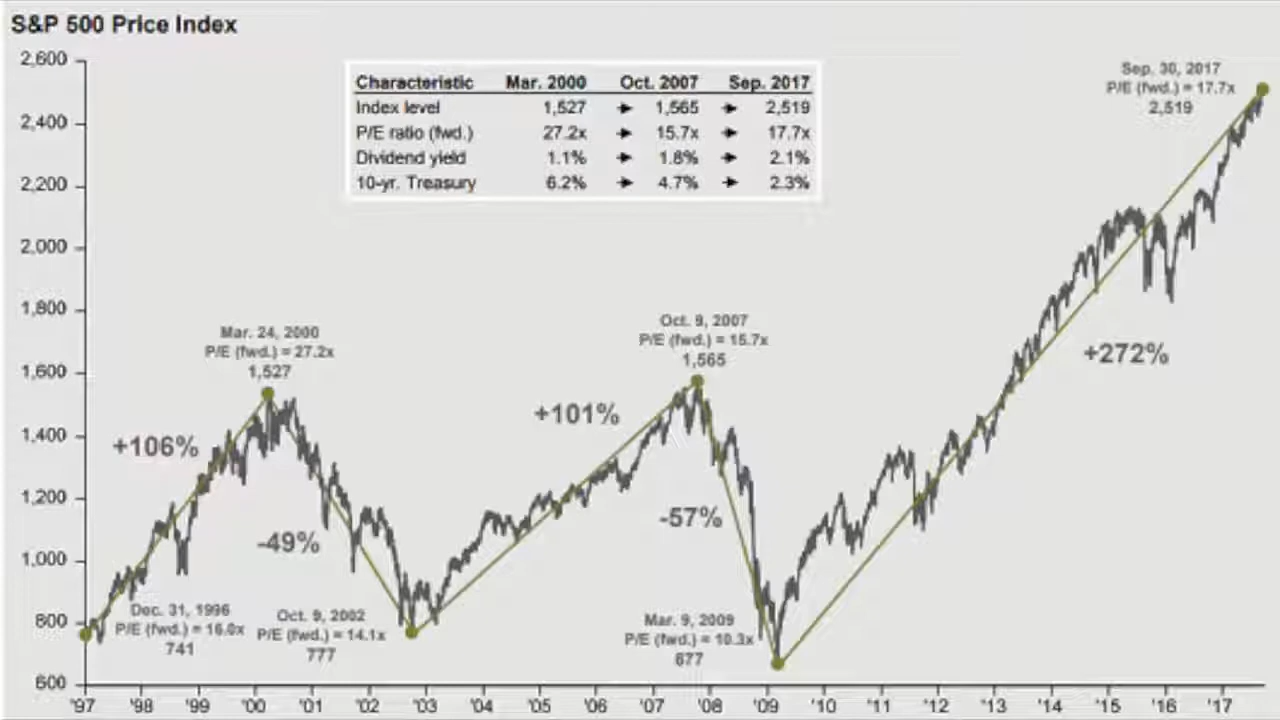 S&P 500 Price Index
2,600
2,400
2,200
2,000
1,800
1,600
1,400
1,200
1,000
800
600
Characteristic Mar. 2000 Oct. 2007 Sep. 2017
Index level 1,527 → 1,565 → 2,519
P/E ratio (fwd.) 27.2x → 15.7x → 17.7x
Dividend yield 1.1% → 1.8% → 2.1%
10-yr. Treasury 6.2% → 4.7% → 2.3%
Sep. 30, 2017
P/E (fwd.) = 17.7x
2,519
Mar. 24, 2000
P/E (fwd.) = 27.2x
1,527
Oct. 9, 2007
P/E (fwd.) = 15.7x
1,565
+106%
-49%
+101%
-57%
+272%
Dec. 31, 1996
P/E (fwd.) = 16.0x
741
Oct. 9, 2002
P/E (fwd.) = 14.1x
777
Mar. 9, 2009
P/E (fwd.) = 10.3x
677
'97 '98 '99 '00 '01 '02 '03 '04 '05 '06 '07 '08 '09 '10 '11 '12 '13 '14 '15 '16 '17